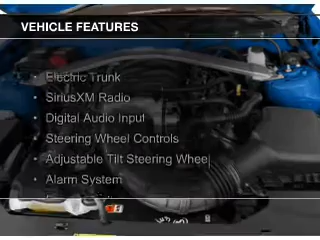 VEHICLE FEATURES
• Electric Trunk
• SiriusXM Radio
• Digital Audio Input
• Steering Wheel Controls
• Adjustable Tilt Steering Wheel
• Alarm System